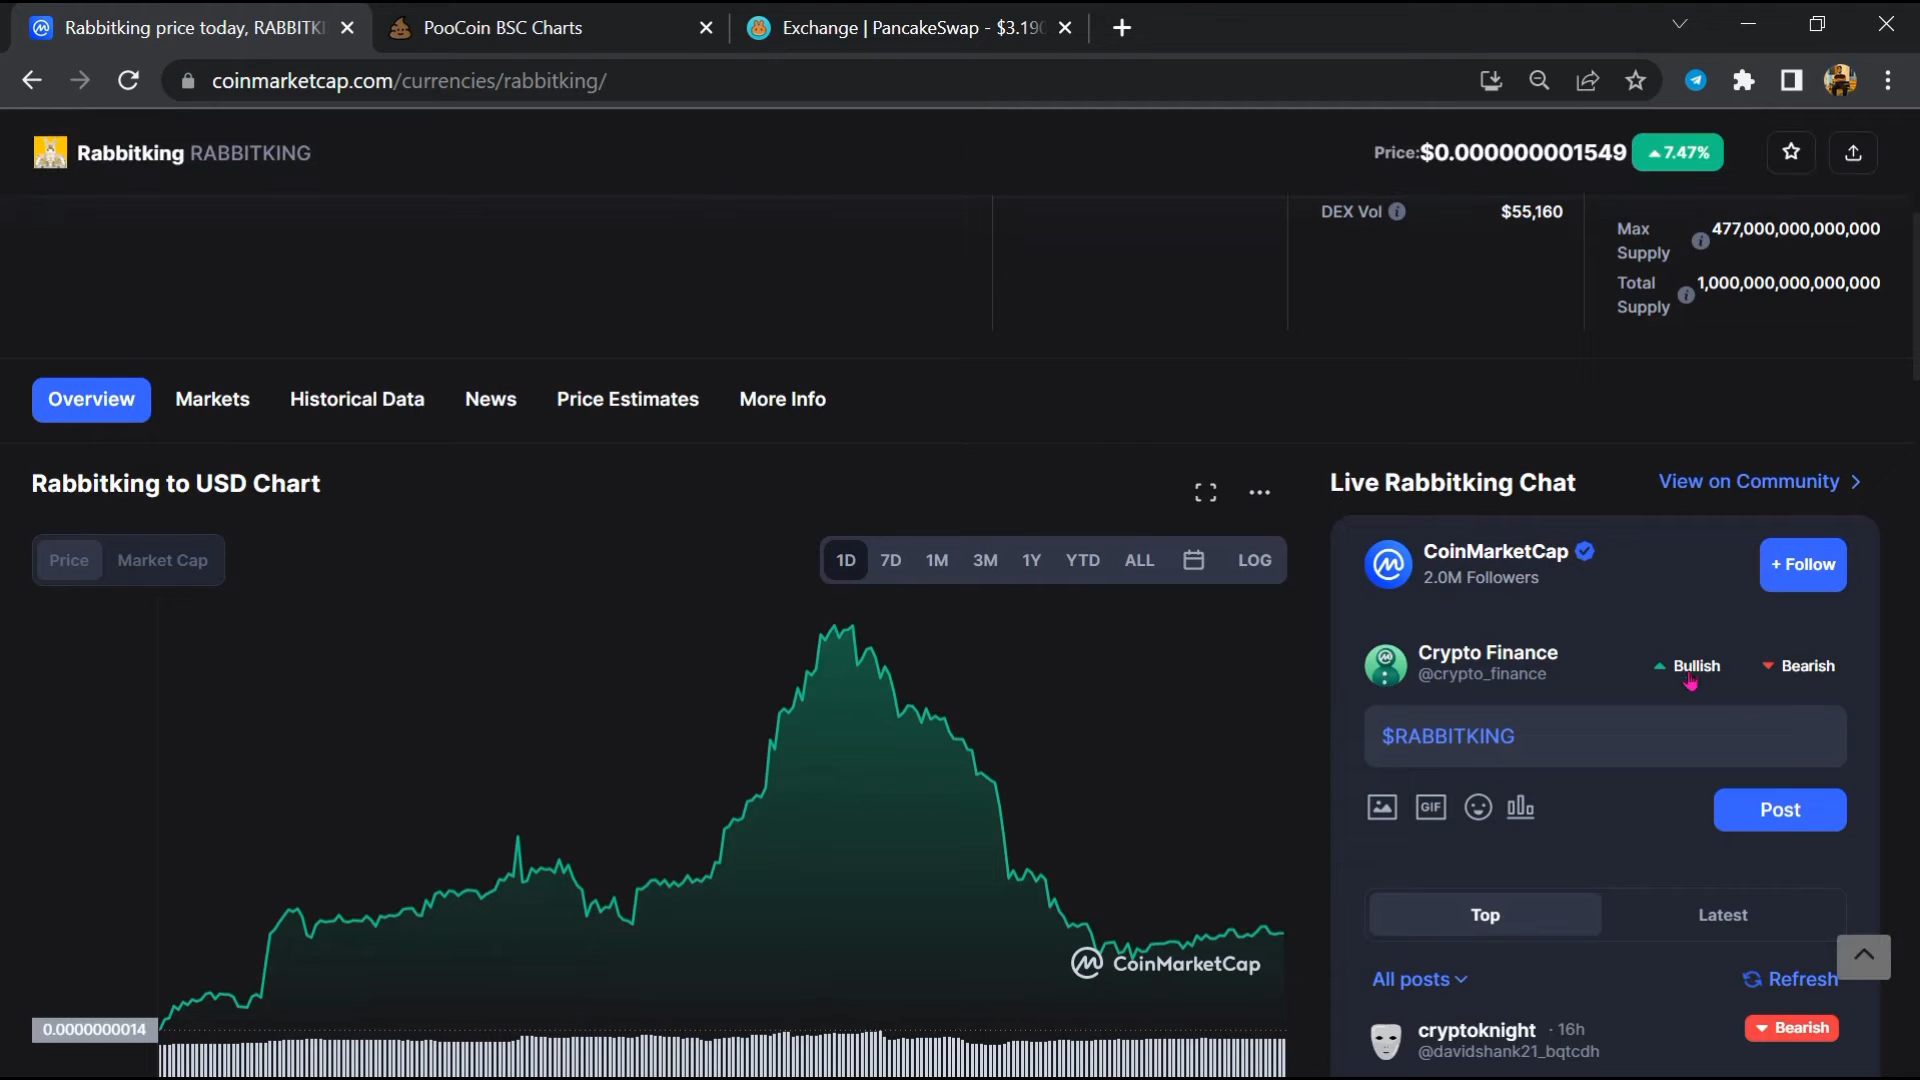 Rabbitking price today, RABBITKI
PooCoin BSC Charts
Exchange | PancakeSwap - $3.190
coinmarketcap.com/currencies/rabbitking/
Rabbitking RABBITKING
Price:$0.000000001549
7.47%
DEX Vol
$55,160
Max Supply
477,000,000,000,000
Total Supply
1,000,000,000,000,000
Overview
Markets
Historical Data
News
Price Estimates
More Info
Rabbitking to USD Chart
Price
Market Cap
1D
7D
1M
3M
1Y
YTD
ALL
LOG
CoinMarketCap
0.0000000014
Live Rabbitking Chat
View on Community
CoinMarketCap
2.0M Followers
+ Follow
Crypto Finance
@crypto_finance
Bullish
Bearish
$RABBITKING
GIF
Post
Top
Latest
All posts
Refresh
cryptoknight · 16h
@davidshank21_bqtcdh
Bearish